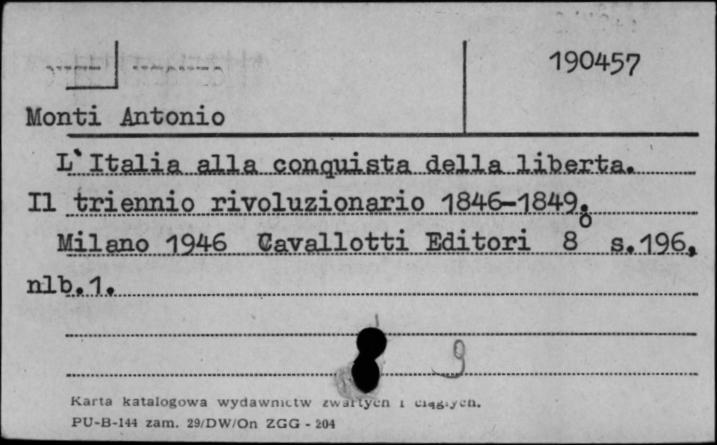 190457
Monti Antonio
L`Italia alla conquista della liberta.
Il triennio rivoluzionario 1846-1849.
Milano 1946 Cavallotti Editori 8° s.196,
nlb.1.
9
Karta katalogowa wydawnictw zwartych i ciągłych.
PU-B-144 zam. 29/DW/On ZGG - 204